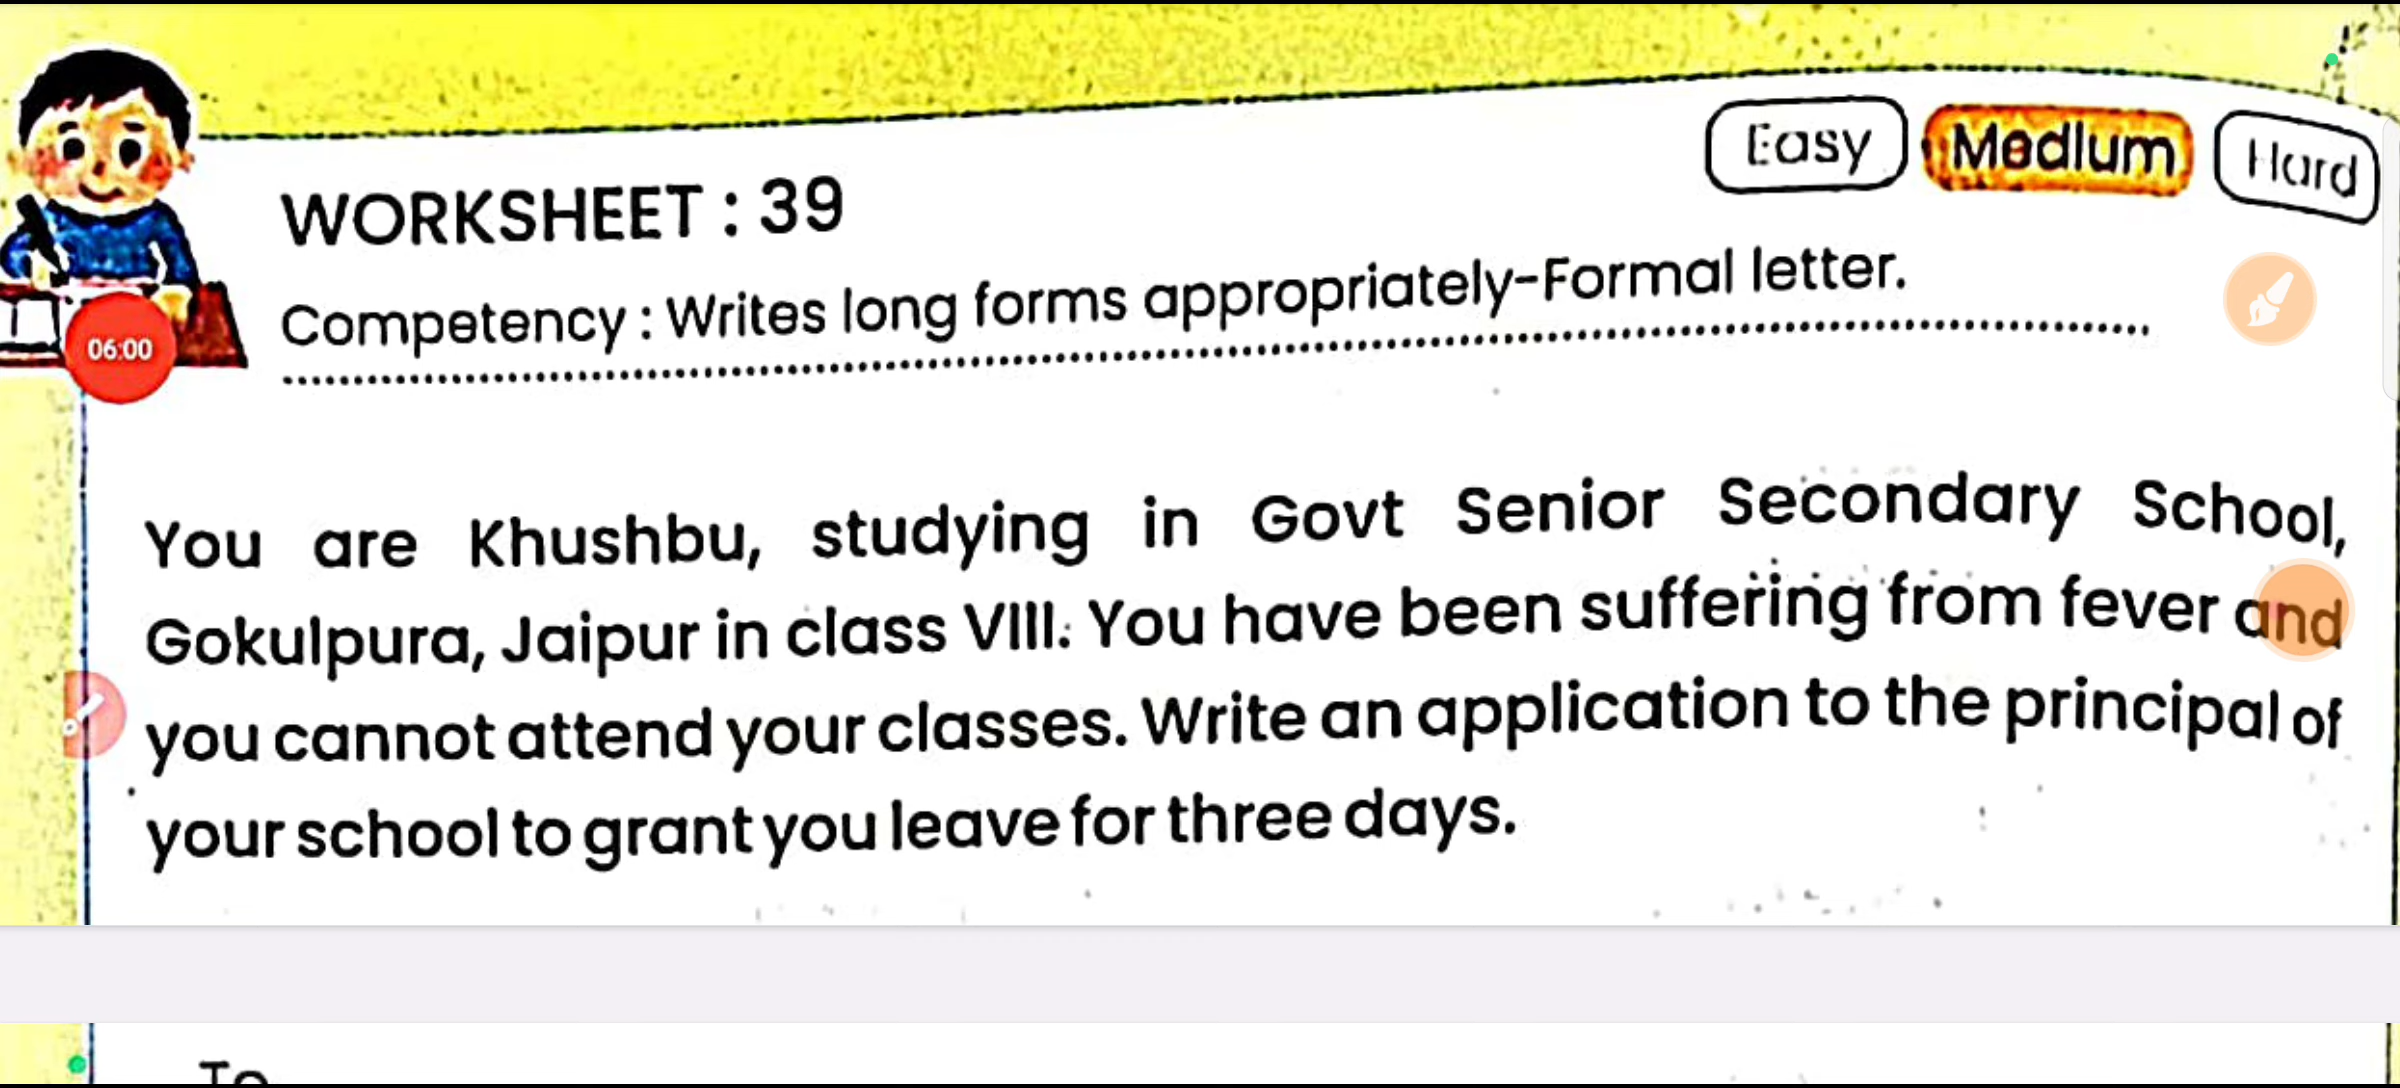 Easy Medium Hard
WORKSHEET : 39
Competency : Writes long forms appropriately-Formal letter.
06:00
You are Khushbu, studying in Govt Senior Secondary School,
Gokulpura, Jaipur in class VIII. You have been suffering from fever and
you cannot attend your classes. Write an application to the principal of
your school to grant you leave for three days.
To